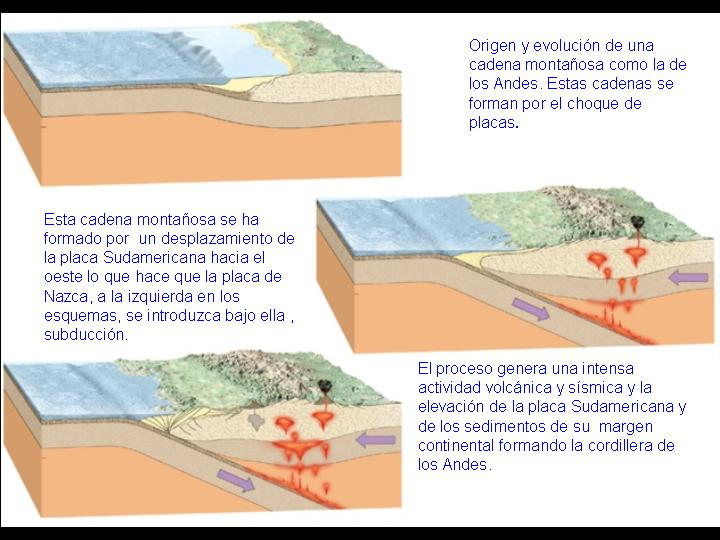 Origen y evolución de una
cadena montañosa como la de
los Andes. Estas cadenas se
forman por el choque de
placas.
Esta cadena montañosa se ha
formado por un desplazamiento de
la placa Sudamericana hacia el
oeste lo que hace que la placa de
Nazca, a la izquierda en los
esquemas, se introduzca bajo ella ,
subducción.
El proceso genera una intensa
actividad volcánica y sísmica y la
elevación de la placa Sudamericana y
de los sedimentos de su margen
continental formando la cordillera de
los Andes.